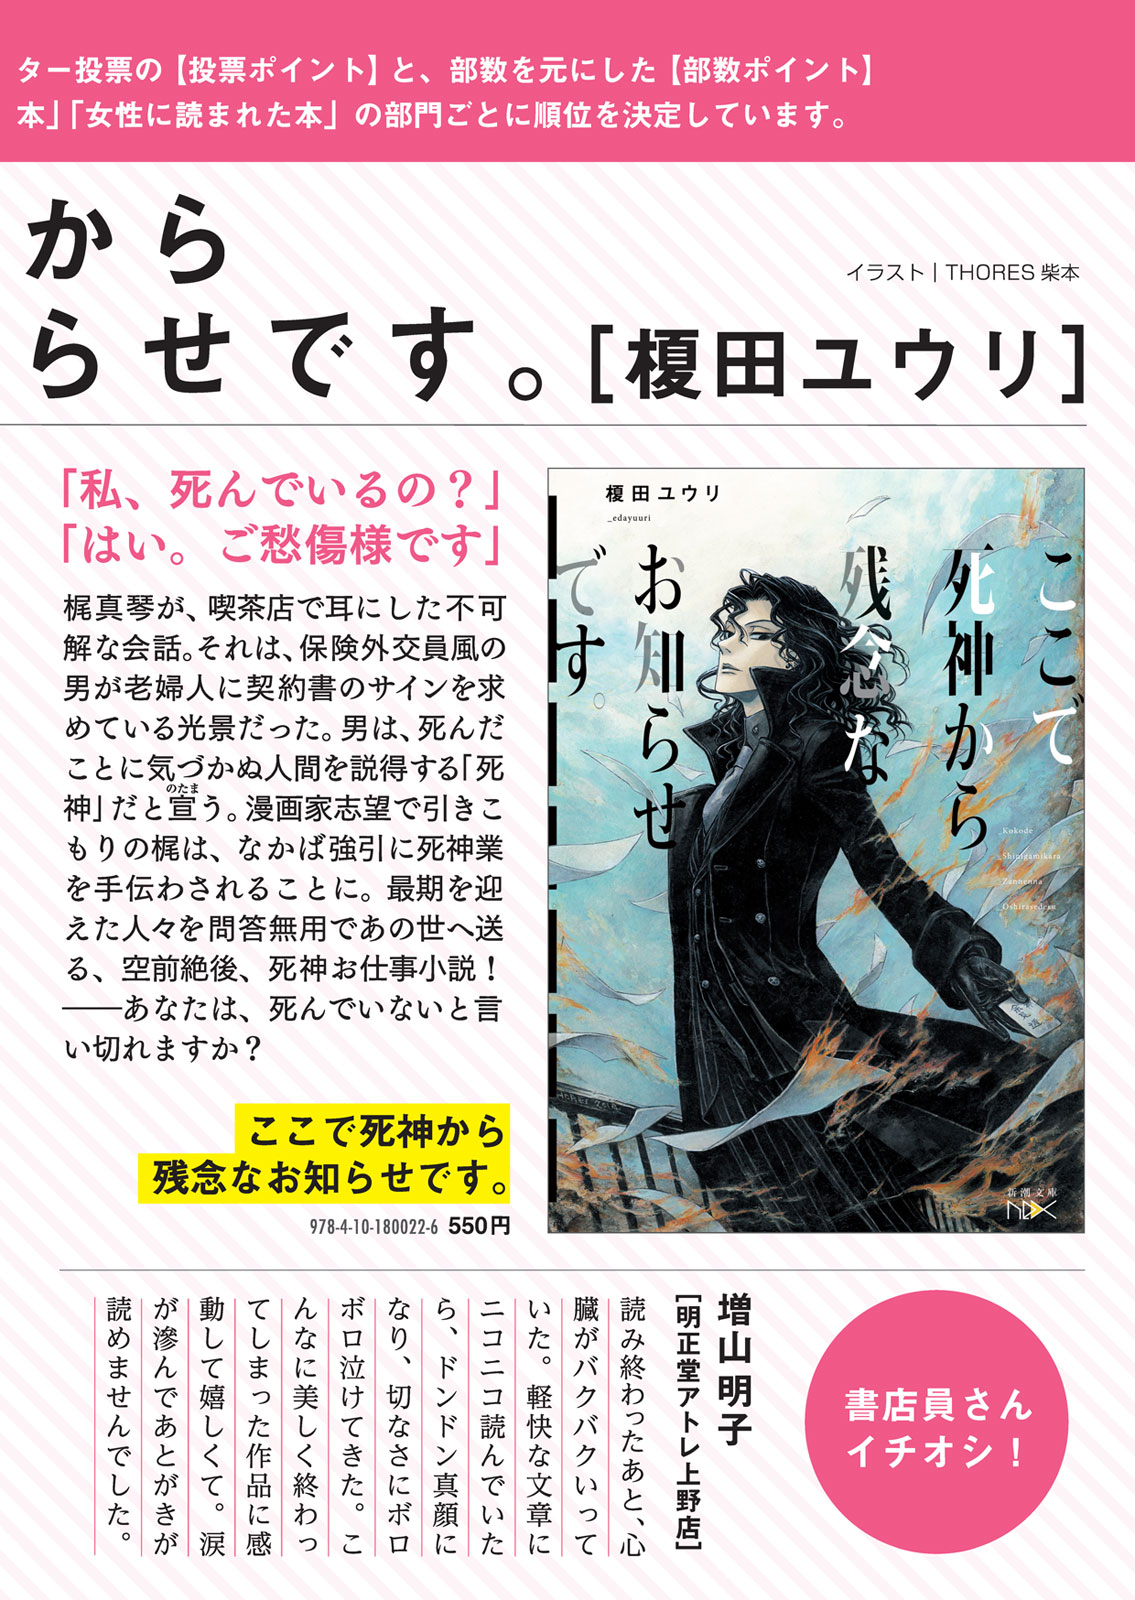 ター投票の【投票ポイント】と、部数を元にした【部数ポイント】
本」「女性に読まれた本」の部門ごとに順位を決定しています。
から
らせです。［榎田ユウリ］
イラスト｜THORES 柴本
「私、死んでいるの？」
「はい。ご愁傷様です」
梶真琴が、喫茶店で耳にした不可
解な会話。それは、保険外交員風の
男が老婦人に契約書のサインを求
めている光景だった。男は、死んだ
ことに気づかぬ人間を説得する「死
のたま
神」だと宣う。漫画家志望で引きこ
もりの梶は、なかば強引に死神業
を手伝わされることに。最期を迎
えた人々を問答無用であの世へ送
る、空前絶後、死神お仕事小説！
——あなたは、死んでいないと言
い切れますか？
ここで死神から
残念なお知らせです。
978-4-10-180022-6 550円
榎田ユウリ
_edayuuri
ここで
死神から
残念な
お知らせ
です。
_Kokode
_Shinigamikara
_Zannenna
_Oshirasedesu
新潮文庫
nex
書店員さん
イチオシ！
増山明子
［明正堂アトレ上野店］
読み終わったあと、心
臓がバクバクいって
いた。軽快な文章に
ニコニコ読んでいた
ら、ドンドン真顔に
なり、切なさにボロ
ボロ泣けてきた。こ
んなに美しく終わっ
てしまった作品に感
動して嬉しくて。涙
が滲んであとがきが
読めませんでした。